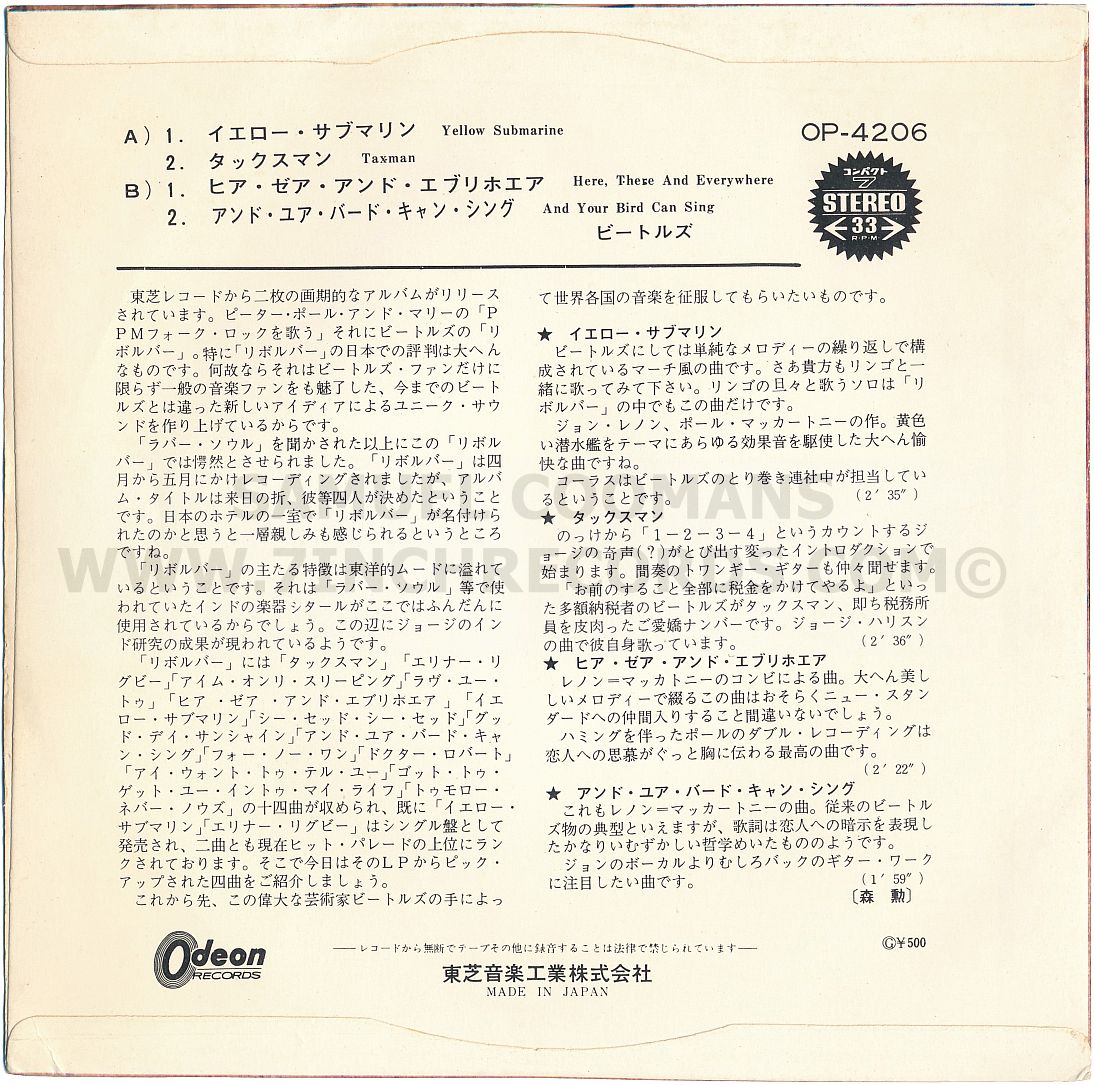 A) 1. イエロー・サブマリン Yellow Submarine
2. タックスマン Taxman
B) 1. ヒア・ゼア・アンド・エブリホエア Here, There And Everywhere
2. アンド・ユア・バード・キャン・シング And Your Bird Can Sing
ビートルズ
OP-4206
コンパクト
7
STEREO
33
R・P・M
東芝レコードから二枚の画期的なアルバムがリリース
されています。ピーター・ポール・アンド・マリーの「P
PMフォーク・ロックを歌う」それにビートルズの「リ
ボルバー」。特に「リボルバー」の日本での評判は大へん
なものです。何故ならそれはビートルズ・ファンだけに
限らず一般の音楽ファンをも魅了した、今までのビート
ルズとは違った新しいアイディアによるユニーク・サウ
ンドを作り上げているからです。
「ラバー・ソウル」を聞かされた以上にこの「リボル
バー」では愕然とさせられました。「リボルバー」は四
月から五月にかけレコーディングされましたが、アルバ
ム・タイトルは来日の折、彼等四人が決めたということ
です。日本のホテルの一室で「リボルバー」が名付けら
れたのかと思うと一層親しみも感じられるというところ
ですね。
「リボルバー」の主たる特徴は東洋的ムードに溢れて
いるということです。それは「ラバー・ソウル」等で使
われていたインドの楽器シタールがここではふんだんに
使用されているからでしょう。この辺にジョージのイン
ド研究の成果が現われているようです。
「リボルバー」には「タックスマン」「エリナー・リ
グビー」「アイム・オンリ・スリーピング」「ラヴ・ユー・
トゥ」「ヒア・ゼア・アンド・エブリホエア」「イエ
ロー・サブマリン」「シー・セッド・シー・セッド」「グッ
ド・デイ・サンシャイン」「アンド・ユア・バード・キャ
ン・シング」「フォー・ノー・ワン」「ドクター・ロバート」
「アイ・ウォント・トゥ・テル・ユー」「ゴット・トゥ・
ゲット・ユー・イントゥ・マイ・ライフ」「トゥモロー・
ネバー・ノウズ」の十四曲が収められ、既に「イエロー・
サブマリン」「エリナー・リグビー」はシングル盤として
発売され、二曲とも現在ヒット・パレードの上位にラン
クされております。そこで今日はそのLPからピック・
アップされた四曲をご紹介しましょう。
これから先、この偉大な芸術家ビートルズの手によっ
て世界各国の音楽を征服してもらいたいものです。
★ イエロー・サブマリン
ビートルズにしては単純なメロディーの繰り返しで構
成されているマーチ風の曲です。さあ貴方もリンゴと一
緒に歌ってみて下さい。リンゴの旦々と歌うソロは「リ
ボルバー」の中でもこの曲だけです。
ジョン・レノン、ポール・マッカートニーの作。黄色
い潜水艦をテーマにあらゆる効果音を駆使した大へん愉
快な曲ですね。
コーラスはビートルズのとり巻き連社中が担当してい
るということです。 (2′35″)
★ タックスマン
のっけから「1－2－3－4」というカウントするジ
ョージの奇声(?)がとび出す変ったイントロダクションで
始まります。間奏のトワンギー・ギターも仲々聞せます。
「お前のすること全部に税金をかけてやるよ」といっ
た多額納税者のビートルズがタックスマン、即ち税務所
員を皮肉ったご愛嬌ナンバーです。ジョージ・ハリスン
の曲で彼自身歌っています。 (2′36″)
★ ヒア・ゼア・アンド・エブリホエア
レノン＝マッカトニーのコンビによる曲。大へん美し
しいメロディーで綴るこの曲はおそらくニュー・スタン
ダードへの仲間入りすること間違いないでしょう。
ハミングを伴ったポールのダブル・レコーディングは
恋人への思慕がぐっと胸に伝わる最高の曲です。
(2′22″)
★ アンド・ユア・バード・キャン・シング
これもレノン＝マッカートニーの曲。従来のビートル
ズ物の典型といえますが、歌詞は恋人への暗示を表現し
たかなりいむずかしい哲学めいたもののようです。
ジョンのボーカルよりむしろバックのギター・ワーク
に注目したい曲です。 (1′59″)
〔森 勲〕
SAMUEL COOMANS
WWW.7INCHRECORDS.COM©
Odeon
RECORDS
──レコードから無断でテープその他に録音することは法律で禁じられています──
東芝音楽工業株式会社
MADE IN JAPAN
Ⓖ¥500